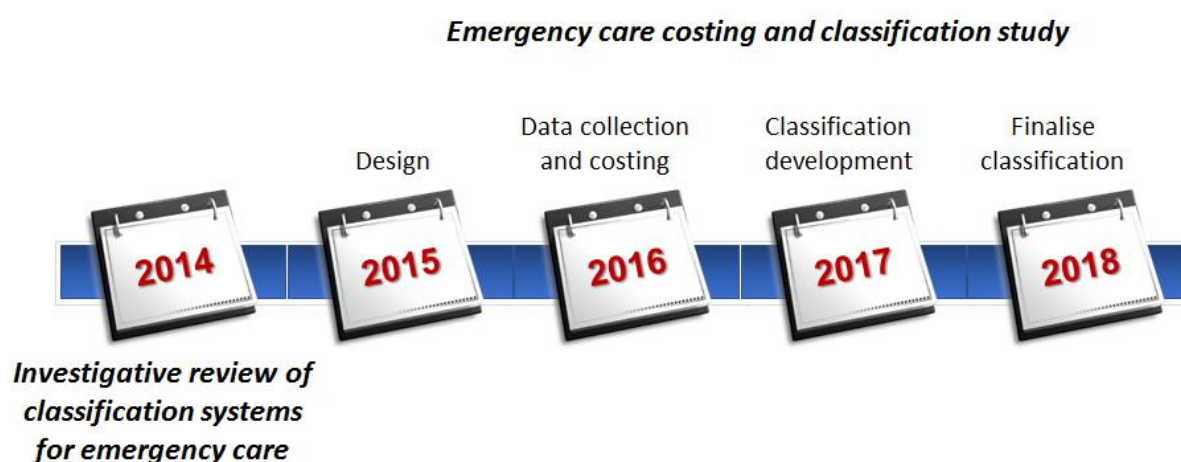 Emergency care costing and classification study
Design
Data collection
and costing
Classification
development
Finalise
classification
2014
2015
2016
2017
2018
Investigative review of
classification systems
for emergency care